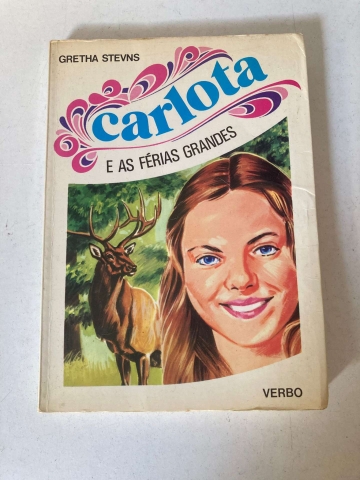 GRETHA STEVNS
carlota
E AS FÉRIAS GRANDES
VERBO